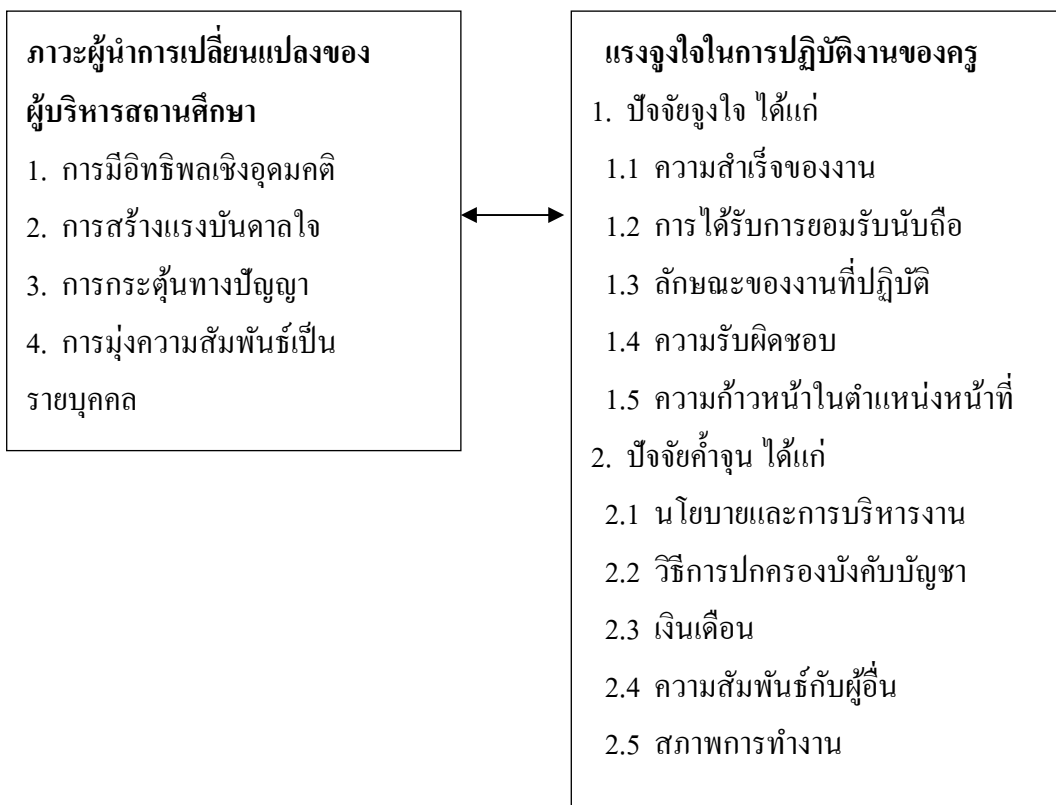 ภาวะผู้นำการเปลี่ยนแปลงของ
ผู้บริหารสถานศึกษา
1. การมีอิทธิพลเชิงอุดมคติ
2. การสร้างแรงบันดาลใจ
3. การกระตุ้นทางปัญญา
4. การมุ่งความสัมพันธ์เป็น
รายบุคคล
แรงจูงใจในการปฏิบัติงานของครู
1. ปัจจัยจูงใจ ได้แก่
1.1 ความสำเร็จของงาน
1.2 การได้รับการยอมรับนับถือ
1.3 ลักษณะของงานที่ปฏิบัติ
1.4 ความรับผิดชอบ
1.5 ความก้าวหน้าในตำแหน่งหน้าที่
2. ปัจจัยค้ำจุน ได้แก่
2.1 นโยบายและการบริหารงาน
2.2 วิธีการปกครองบังคับบัญชา
2.3 เงินเดือน
2.4 ความสัมพันธ์กับผู้อื่น
2.5 สภาพการทำงาน